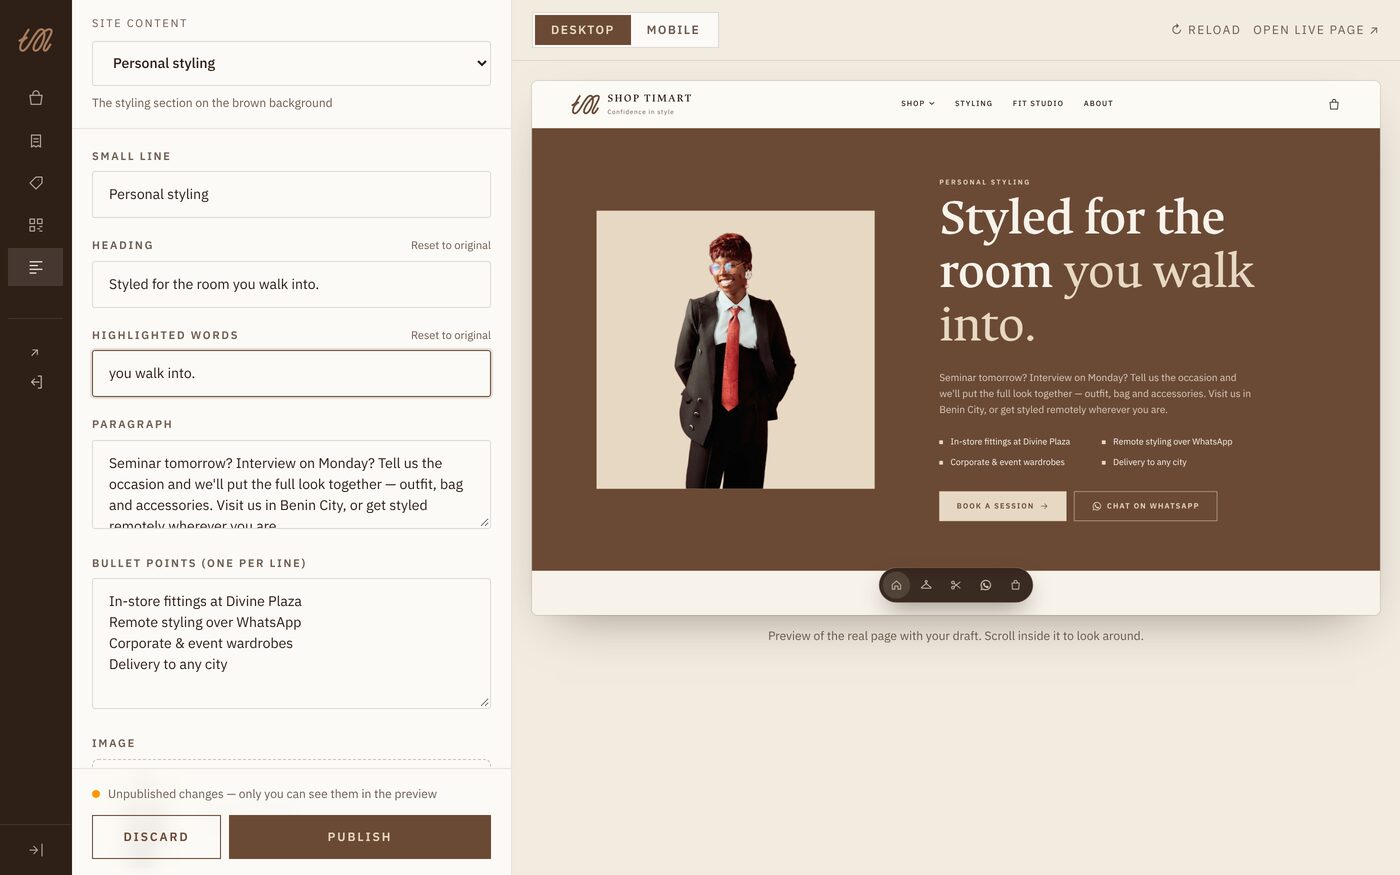 SITE CONTENT
Personal styling
The styling section on the brown background
SMALL LINE
Personal styling
HEADING
Reset to original
Styled for the room you walk into.
HIGHLIGHTED WORDS
Reset to original
you walk into.
PARAGRAPH
Seminar tomorrow? Interview on Monday? Tell us the
occasion and we'll put the full look together — outfit, bag
and accessories. Visit us in Benin City, or get styled
remotely wherever you are.
BULLET POINTS (ONE PER LINE)
In-store fittings at Divine Plaza
Remote styling over WhatsApp
Corporate & event wardrobes
Delivery to any city
IMAGE
Unpublished changes — only you can see them in the preview
DISCARD
PUBLISH
DESKTOP
MOBILE
RELOAD
OPEN LIVE PAGE
SHOP TIMART
Confidence in style
SHOP
STYLING
FIT STUDIO
ABOUT
PERSONAL STYLING
Styled for the
room you walk
into.
Seminar tomorrow? Interview on Monday? Tell us the occasion and
we'll put the full look together — outfit, bag and accessories. Visit us in
Benin City, or get styled remotely wherever you are.
In-store fittings at Divine Plaza
Remote styling over WhatsApp
Corporate & event wardrobes
Delivery to any city
BOOK A SESSION
CHAT ON WHATSAPP
Preview of the real page with your draft. Scroll inside it to look around.